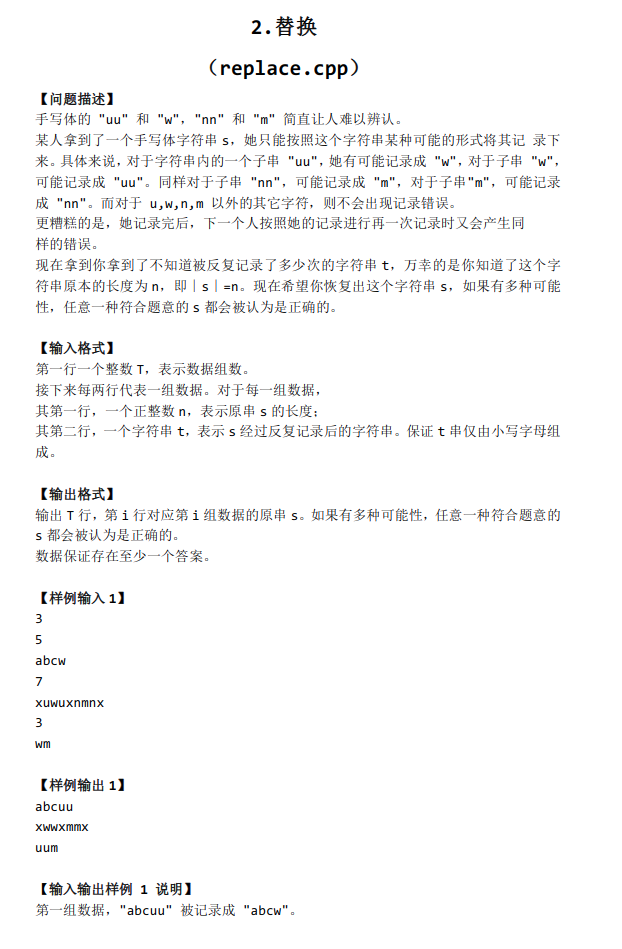 2.替换
（replace.cpp）
【问题描述】
手写体的 "uu" 和 "w"，"nn" 和 "m" 简直让人难以辨认。
某人拿到了一个手写体字符串 s，她只能按照这个字符串某种可能的形式将其记 录下
来。具体来说，对于字符串内的一个子串 "uu"，她有可能记录成 "w"，对于子串 "w"，
可能记录成 "uu"。同样对于子串 "nn"，可能记录成 "m"，对于子串"m"，可能记录
成 "nn"。而对于 u,w,n,m 以外的其它字符，则不会出现记录错误。
更糟糕的是，她记录完后，下一个人按照她的记录进行再一次记录时又会产生同
样的错误。
现在拿到你拿到了不知道被反复记录了多少次的字符串 t，万幸的是你知道了这个字
符串原本的长度为 n，即｜s｜=n。现在希望你恢复出这个字符串 s，如果有多种可能
性，任意一种符合题意的 s 都会被认为是正确的。
【输入格式】
第一行一个整数 T，表示数据组数。
接下来每两行代表一组数据。对于每一组数据，
其第一行，一个正整数 n，表示原串 s 的长度；
其第二行，一个字符串 t，表示 s 经过反复记录后的字符串。保证 t 串仅由小写字母组
成。
【输出格式】
输出 T 行，第 i 行对应第 i 组数据的原串 s。如果有多种可能性，任意一种符合题意的
s 都会被认为是正确的。
数据保证存在至少一个答案。
【样例输入 1】
3
5
abcw
7
xuwuxnmnx
3
wm
【样例输出 1】
abcuu
xwwxmmx
uum
【输入输出样例 1 说明】
第一组数据，"abcuu" 被记录成 "abcw"。